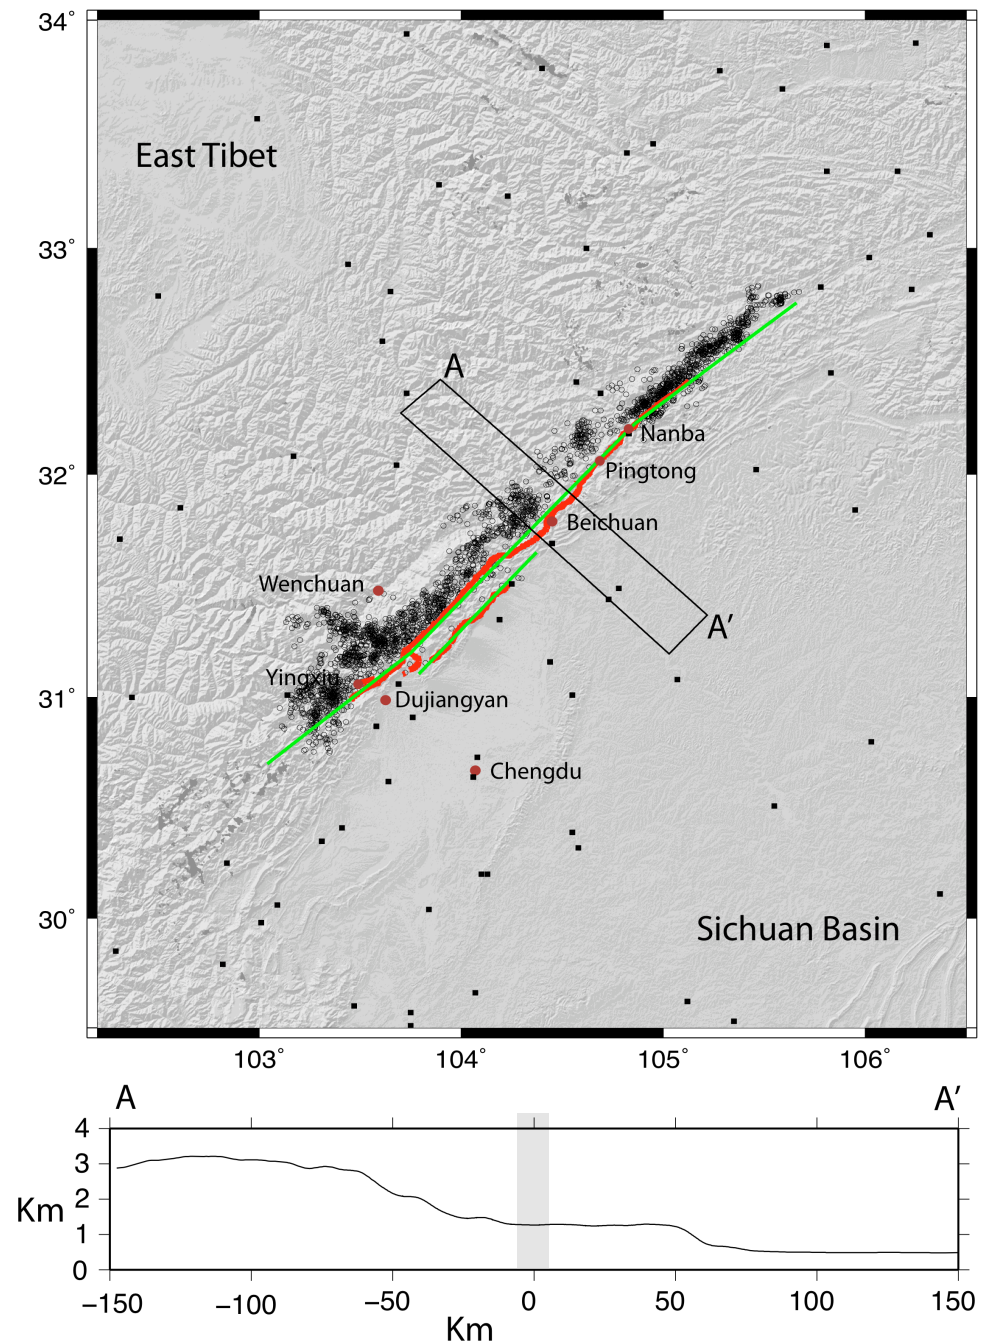 34°
East Tibet
33°
A
Nanba
Pingtong
32°
Beichuan
Wenchuan
A′
Yingxiu
31°
Dujiangyan
Chengdu
30°
Sichuan Basin
103° 104° 105° 106°
A A′
4
3
2
Km
1
0
−150 −100 −50 0 50 100 150
Km